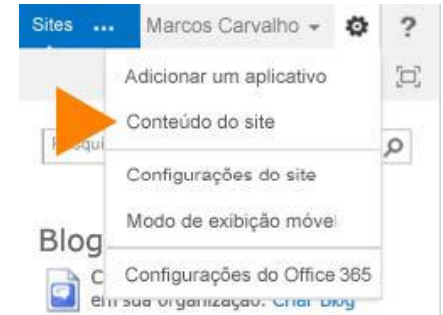 Sites ... Marcos Carvalho ?
Adicionar um aplicativo
Conteúdo do site
Configurações do site
Modo de exibição móvel
Blog
Configurações do Office 365
em sua organização. Criar Blog